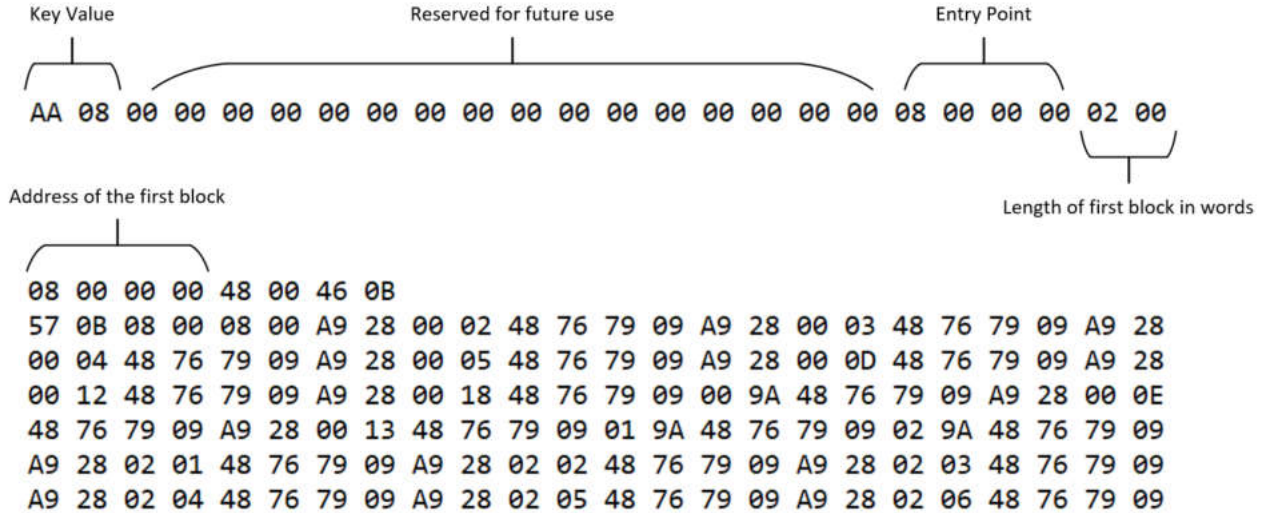 Key Value Reserved for future use Entry Point
AA 08 00 00 00 00 00 00 00 00 00 00 00 00 00 00 00 00 08 00 00 00 02 00
Address of the first block
Length of first block in words
08 00 00 00 48 00 46 0B
57 0B 08 00 08 00 A9 28 00 02 48 76 79 09 A9 28 00 03 48 76 79 09 A9 28
00 04 48 76 79 09 A9 28 00 05 48 76 79 09 A9 28 00 0D 48 76 79 09 A9 28
00 12 48 76 79 09 A9 28 00 18 48 76 79 09 00 9A 48 76 79 09 A9 28 00 0E
48 76 79 09 A9 28 00 13 48 76 79 09 01 9A 48 76 79 09 02 9A 48 76 79 09
A9 28 02 01 48 76 79 09 A9 28 02 02 48 76 79 09 A9 28 02 03 48 76 79 09
A9 28 02 04 48 76 79 09 A9 28 02 05 48 76 79 09 A9 28 02 06 48 76 79 09